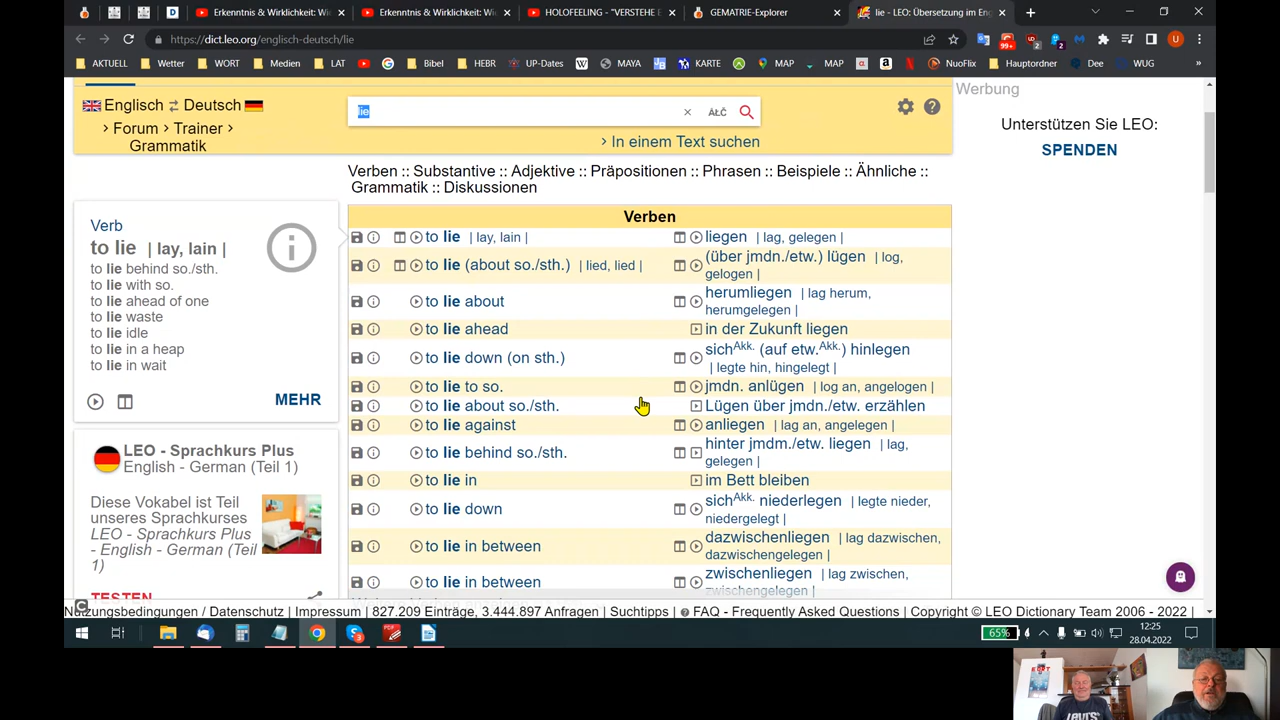 Erkenntnis & Wirklichkeit: Wi
Erkenntnis & Wirklichkeit: Wi
HOLOFEELING - "VERSTEHE E
GEMATRIE-Explorer
lie - LEO: Übersetzung im Eng
https://dict.leo.org/englisch-deutsch/lie
99+
2
2
U
AKTUELL
Wetter
WORT
Medien
LAT
Bibel
HEBR
UP-Dates
MAYA
KARTE
MAP
MAP
NuoFlix
Hauptordner
Dee
WUG
»
Englisch ⇄ Deutsch
› Forum › Trainer ›
Grammatik
lie
ÁŁČ
› In einem Text suchen
Werbung
Unterstützen Sie LEO:
SPENDEN
Verben :: Substantive :: Adjektive :: Präpositionen :: Phrasen :: Beispiele :: Ähnliche ::
Grammatik :: Diskussionen
Verb
to lie | lay, lain |
to lie behind so./sth.
to lie with so.
to lie ahead of one
to lie waste
to lie idle
to lie in a heap
to lie in wait
MEHR
LEO - Sprachkurs Plus
English - German (Teil 1)
Diese Vokabel ist Teil
unseres Sprachkurses
LEO - Sprachkurs Plus
- English - German (Teil
1)
TESTEN
Verben
to lie | lay, lain | liegen | lag, gelegen |
to lie (about so./sth.) | lied, lied | (über jmdn./etw.) lügen | log,
gelogen |
to lie about herumliegen | lag herum,
herumgelegen |
to lie ahead in der Zukunft liegen
to lie down (on sth.) sichAkk. (auf etw.Akk.) hinlegen
| legte hin, hingelegt |
to lie to so. jmdn. anlügen | log an, angelogen |
to lie about so./sth. Lügen über jmdn./etw. erzählen
to lie against anliegen | lag an, angelegen |
to lie behind so./sth. hinter jmdm./etw. liegen | lag,
gelegen |
to lie in im Bett bleiben
to lie down sichAkk. niederlegen | legte nieder,
niedergelegt |
to lie in between dazwischenliegen | lag dazwischen,
dazwischengelegen |
to lie in between zwischenliegen | lag zwischen,
zwischengelegen |
Nutzungsbedingungen / Datenschutz | Impressum | 827.209 Einträge, 3.444.897 Anfragen | Suchtipps | FAQ - Frequently Asked Questions | Copyright © LEO Dictionary Team 2006 - 2022 |
65%
12:25
28.04.2022
LEVI'S